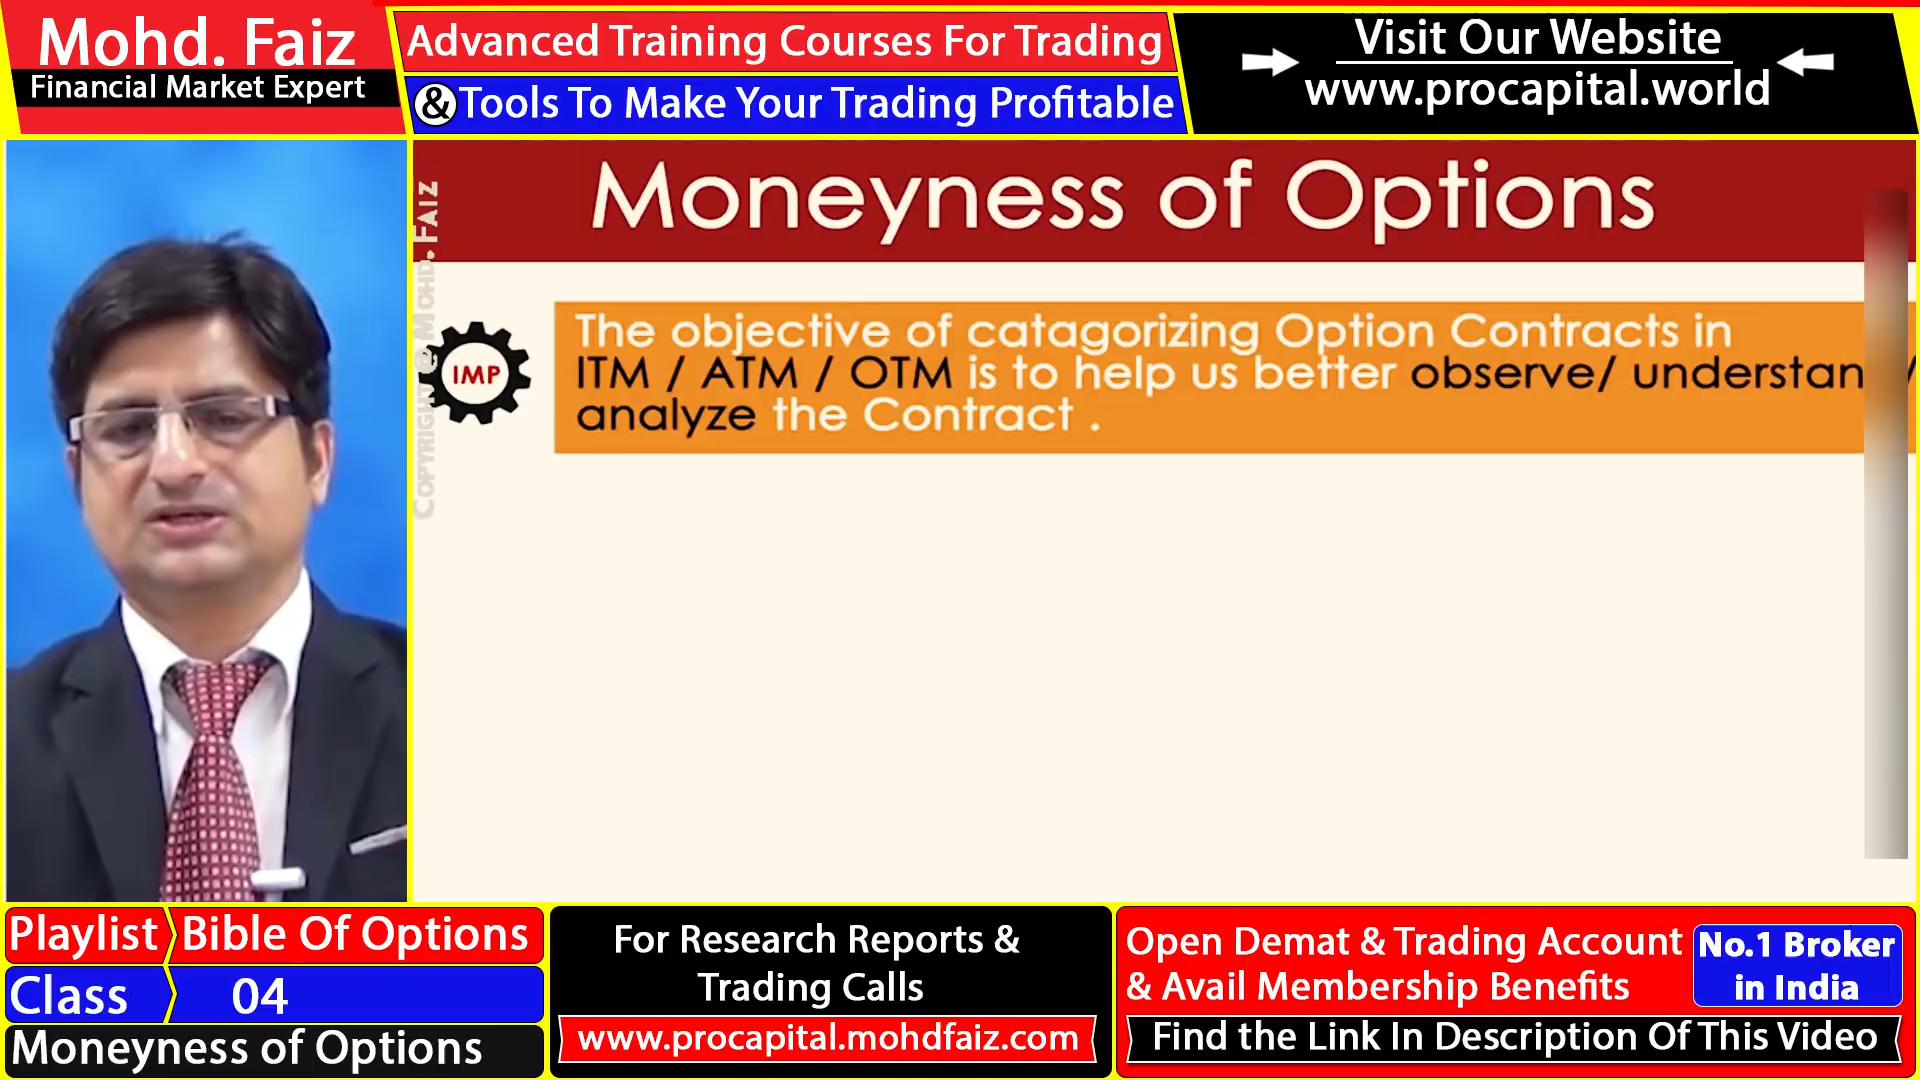 Mohd. Faiz
Financial Market Expert
Advanced Training Courses For Trading
& Tools To Make Your Trading Profitable
Visit Our Website
www.procapital.world
Moneyness of Options
Copyright @ Mohd. Faiz
IMP
The objective of catagorizing Option Contracts in
ITM / ATM / OTM is to help us better observe/ understan /
analyze the Contract .
Playlist Bible Of Options
Class 04
Moneyness of Options
For Research Reports &
Trading Calls
www.procapital.mohdfaiz.com
Open Demat & Trading Account
& Avail Membership Benefits
No.1 Broker
in India
Find the Link In Description Of This Video